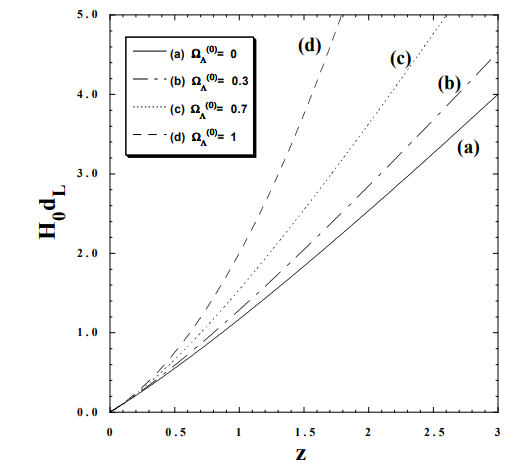 5.0
4.0
3.0
2.0
1.0
0.0
H₀d_L
(a) Ω_Λ⁽⁰⁾= 0
(b) Ω_Λ⁽⁰⁾= 0.3
(c) Ω_Λ⁽⁰⁾= 0.7
(d) Ω_Λ⁽⁰⁾= 1
(d)
(c)
(b)
(a)
0 0.5 1 1.5 2 2.5 3
z